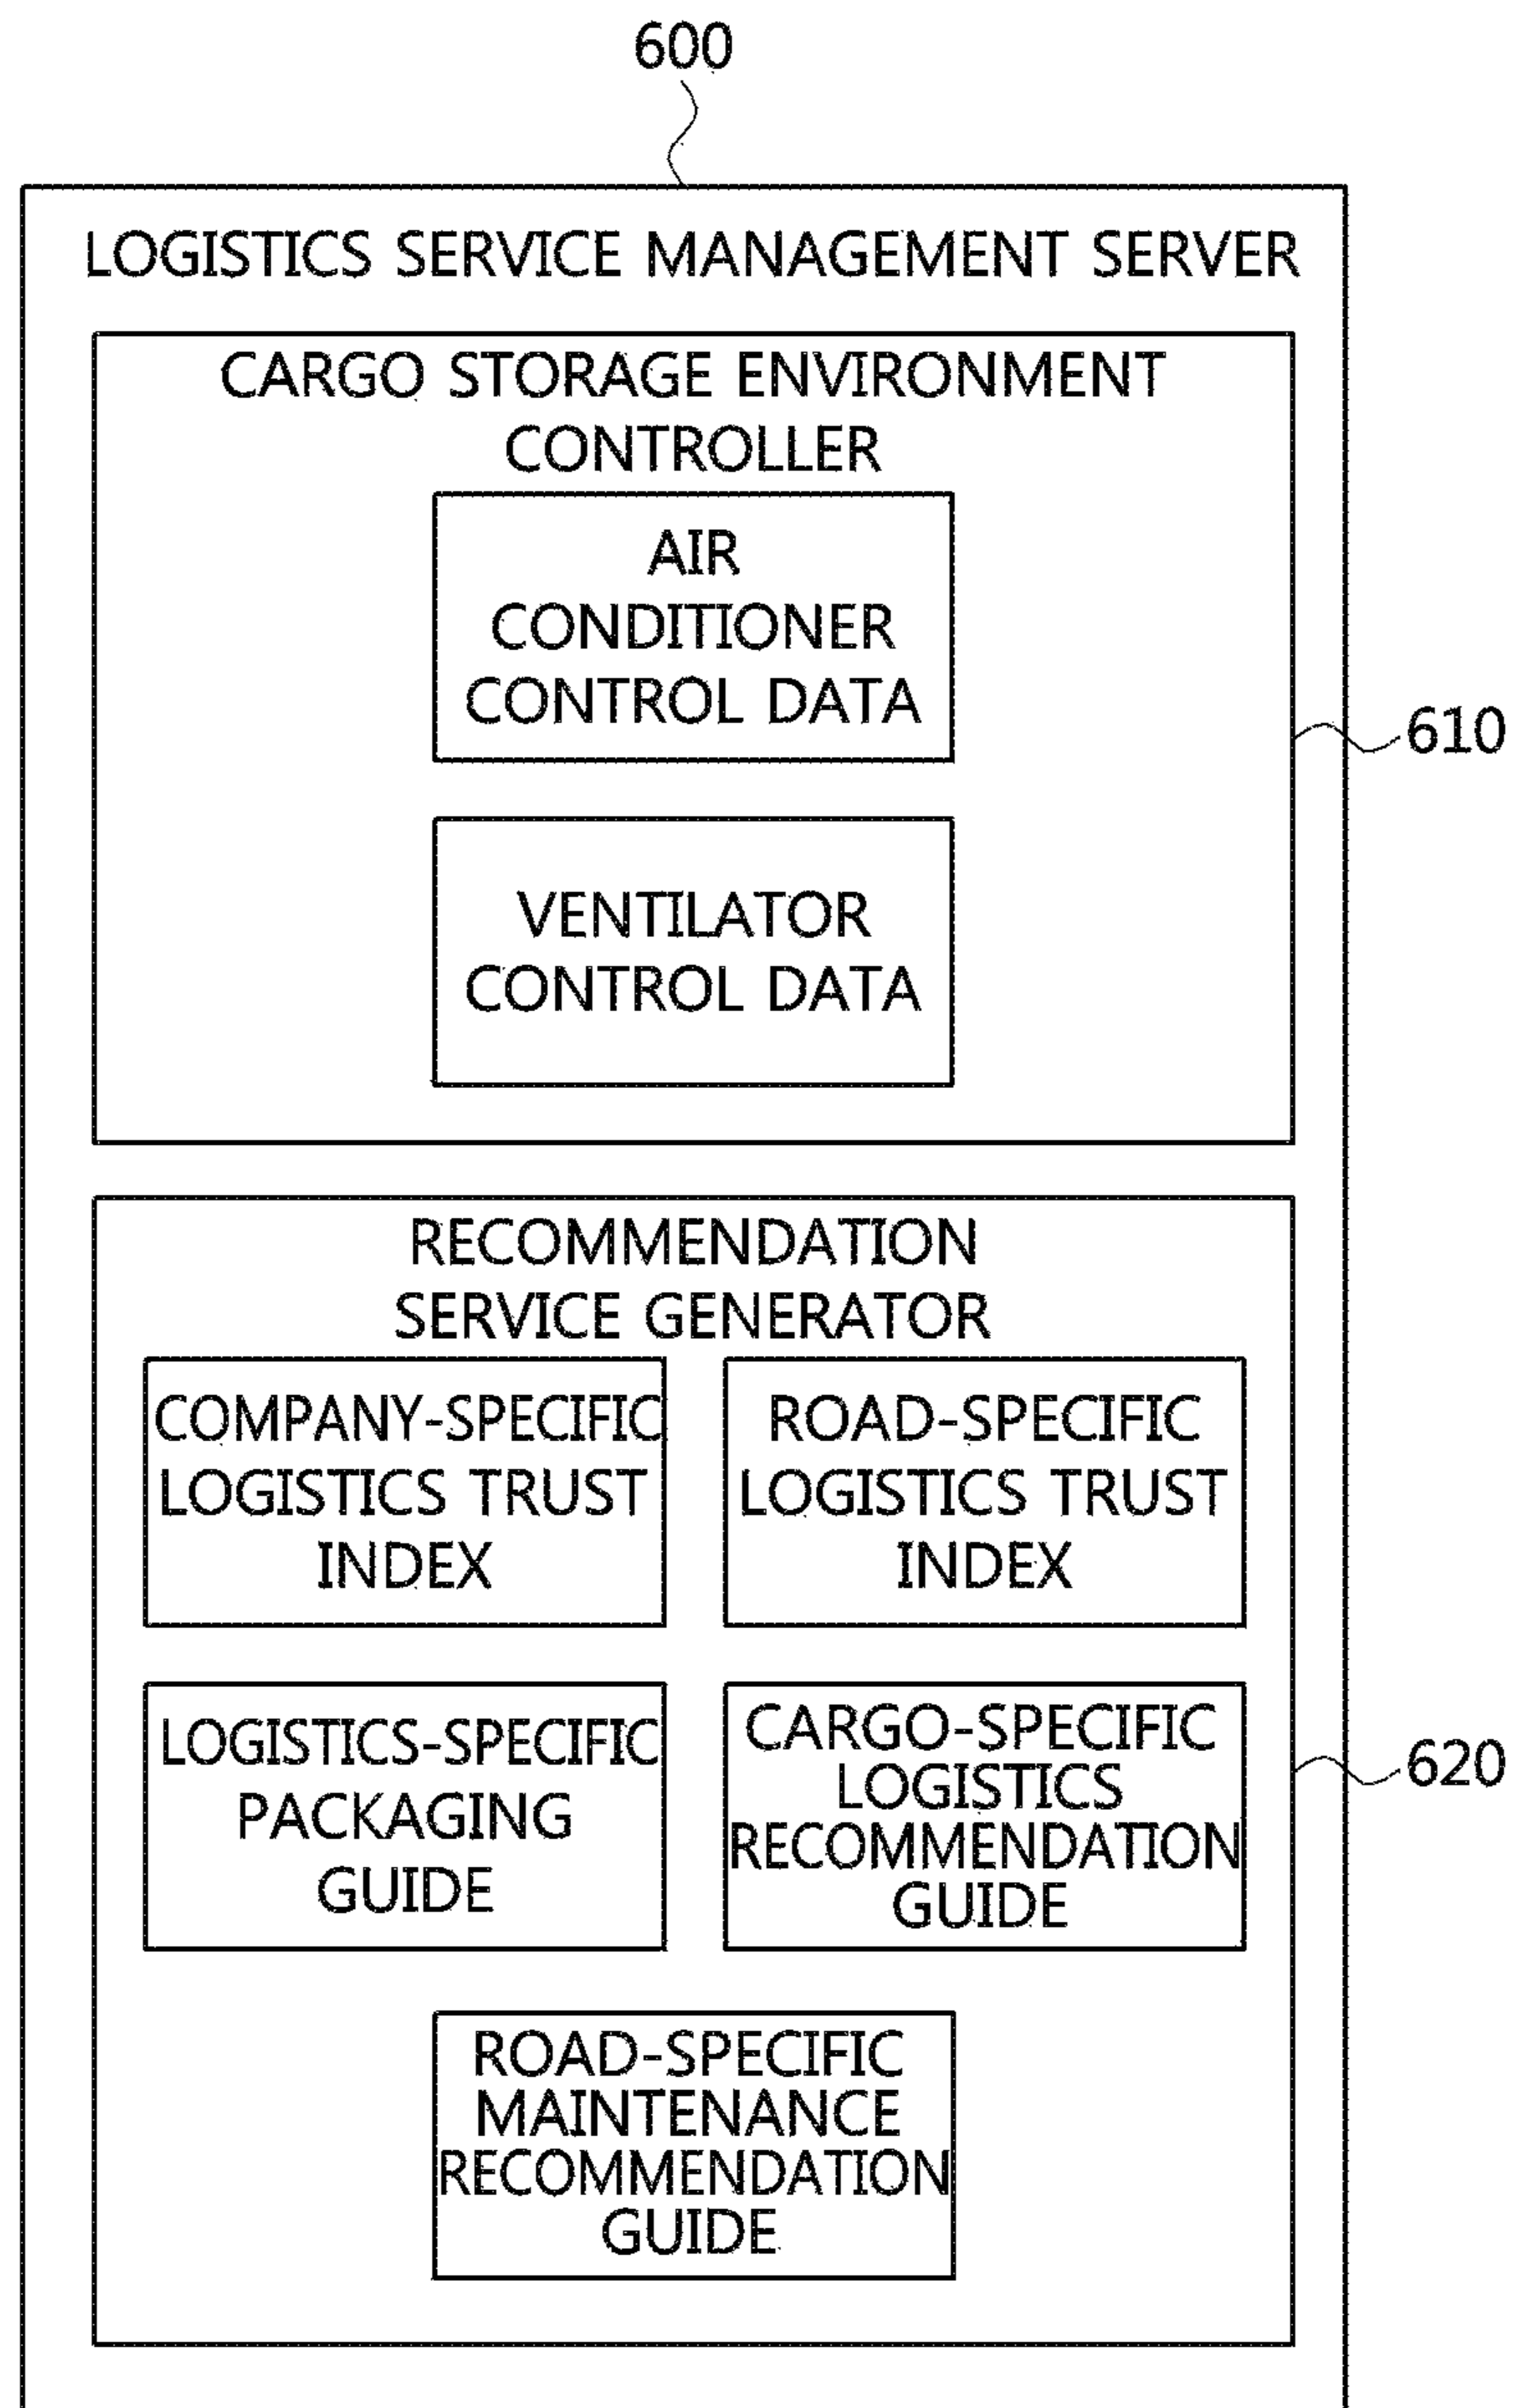 600
LOGISTICS SERVICE MANAGEMENT SERVER
CARGO STORAGE ENVIRONMENT
CONTROLLER
AIR
CONDITIONER
CONTROL DATA
610
VENTILATOR
CONTROL DATA
RECOMMENDATION
SERVICE GENERATOR
COMPANY-SPECIFIC
LOGISTICS TRUST
INDEX
ROAD-SPECIFIC
LOGISTICS TRUST
INDEX
LOGISTICS-SPECIFIC
PACKAGING
GUIDE
CARGO-SPECIFIC
LOGISTICS
RECOMMENDATION
GUIDE
620
ROAD-SPECIFIC
MAINTENANCE
RECOMMENDATION
GUIDE